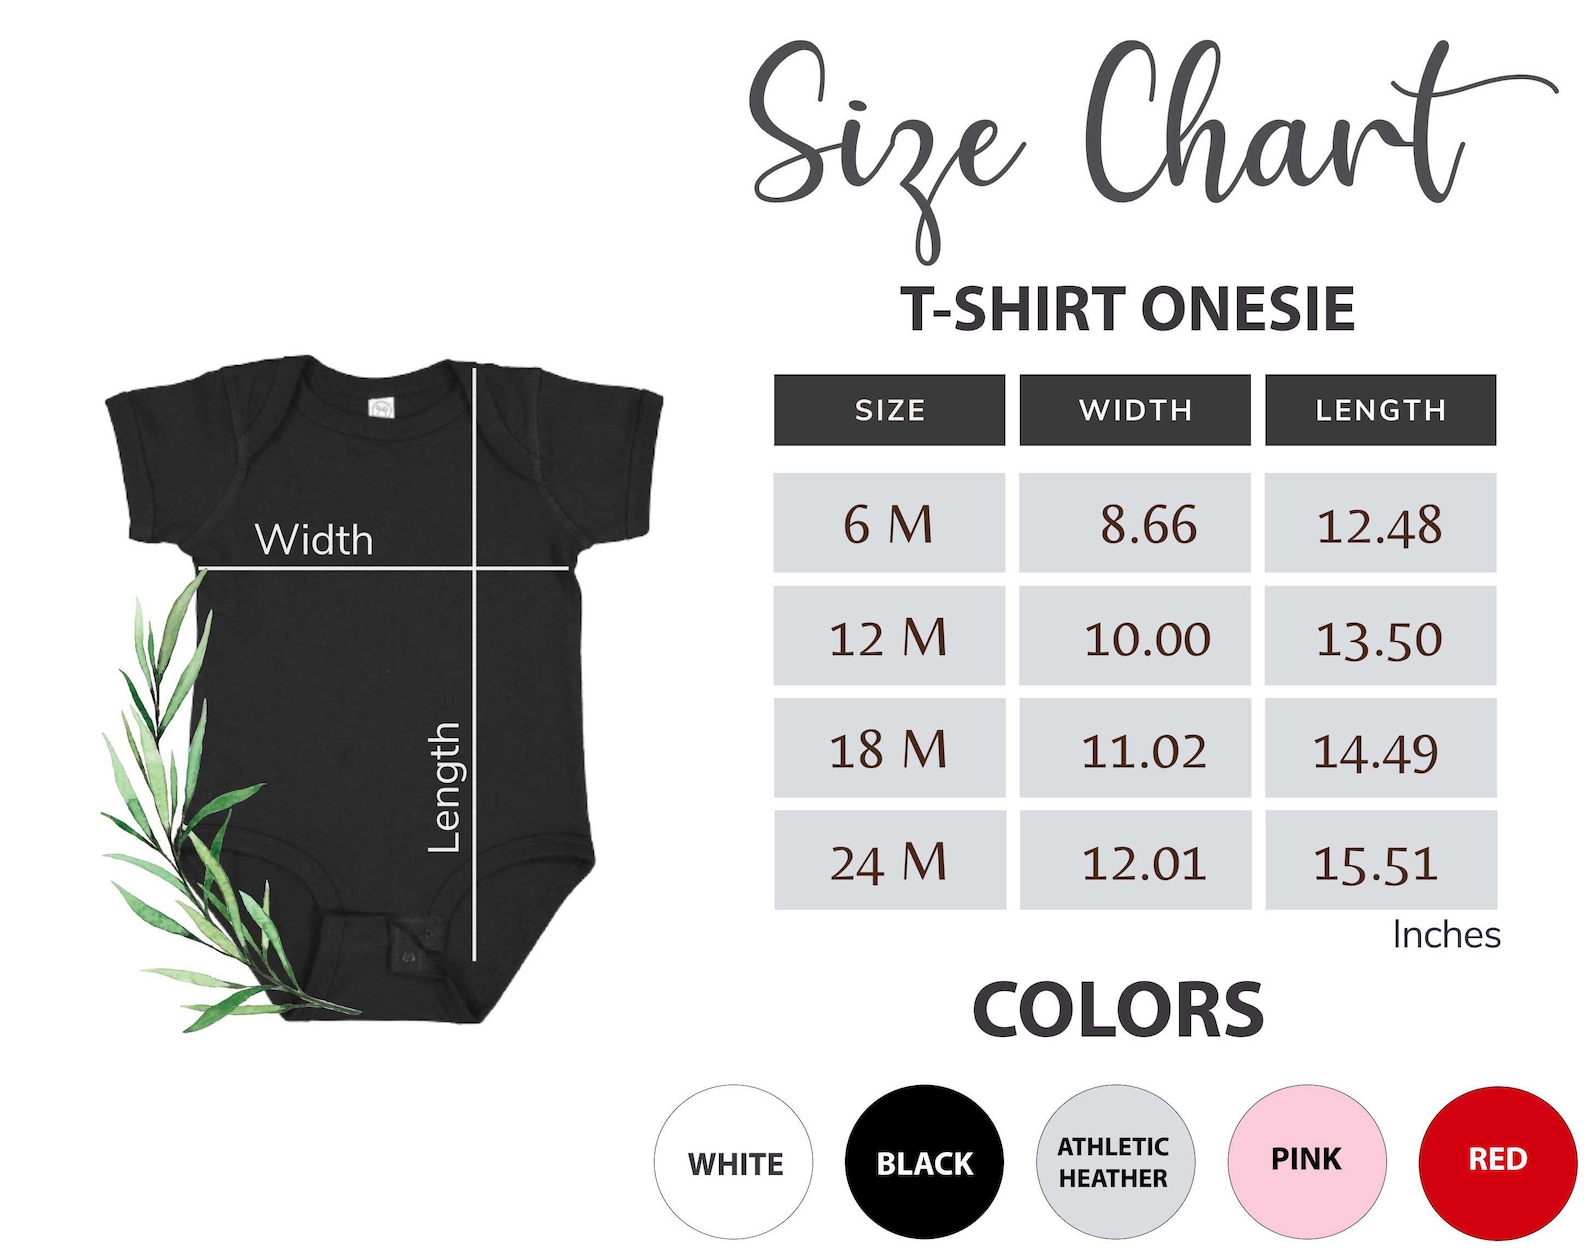 Size Chart
T-SHIRT ONESIE
SIZE WIDTH LENGTH
6 M 8.66 12.48
12 M 10.00 13.50
18 M 11.02 14.49
24 M 12.01 15.51
Inches
Width
Length
COLORS
WHITE
BLACK
ATHLETIC
HEATHER
PINK
RED